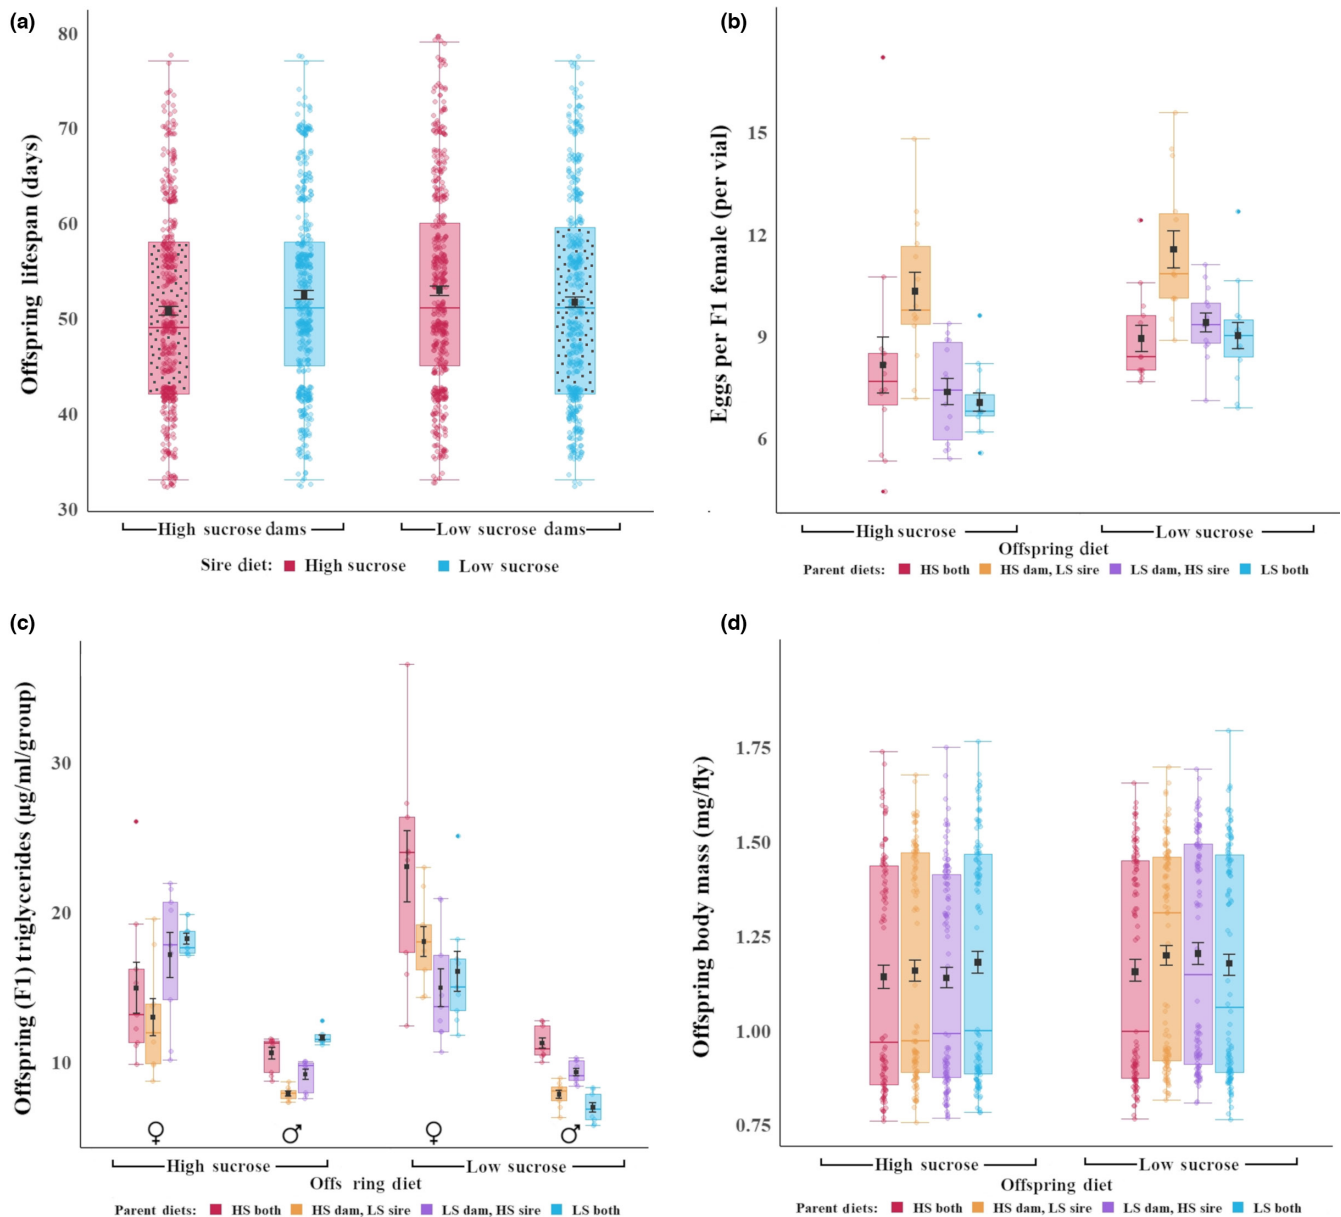 (a)
80
70
60
50
40
30
Offspring lifespan (days)
High sucrose dams
Low sucrose dams
Sire diet: High sucrose Low sucrose
(b)
15
12
9
6
Eggs per F1 female (per vial)
High sucrose
Low sucrose
Offspring diet
Parent diets: HS both HS dam, LS sire LS dam, HS sire LS both
(c)
30
20
10
Offspring (F1) triglycerides (µg/ml/group)
♀ ♂ ♀ ♂
High sucrose
Low sucrose
Offs ring diet
Parent diets: HS both HS dam, LS sire LS dam, HS sire LS both
(d)
1.75
1.50
1.25
1.00
0.75
Offspring body mass (mg/fly)
High sucrose
Low sucrose
Offspring diet
Parent diets: HS both HS dam, LS sire LS dam, HS sire LS both